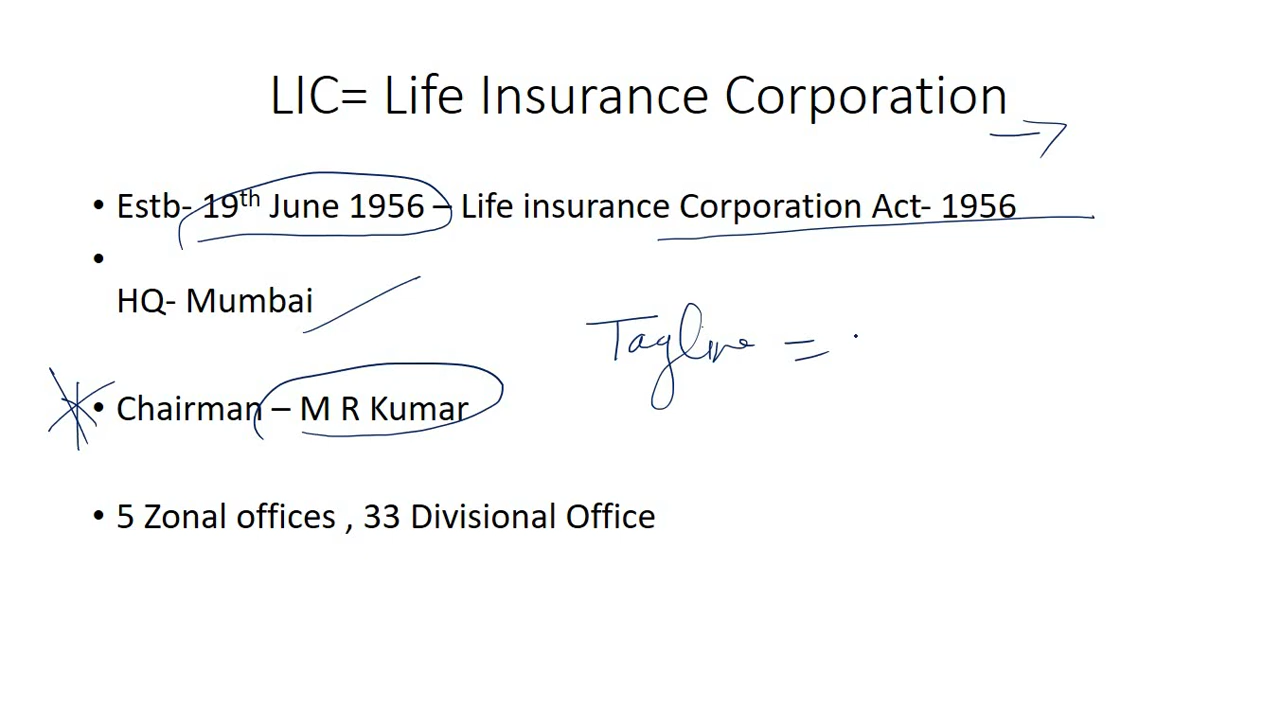 LIC= Life Insurance Corporation
• Estb- 19th June 1956 – Life insurance Corporation Act- 1956
•
HQ- Mumbai
Tagline =
• Chairman – M R Kumar
• 5 Zonal offices , 33 Divisional Office